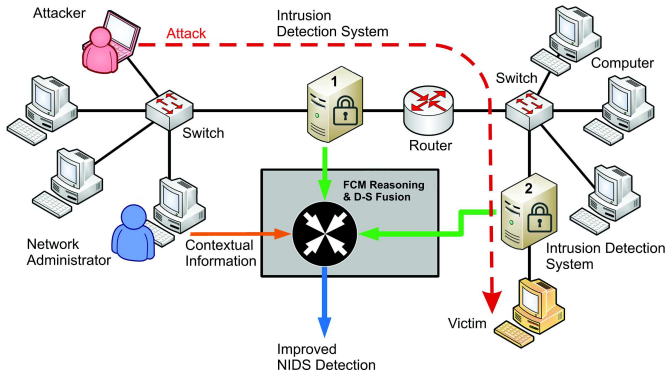 Attacker
Attack
Intrusion
Detection System
1
Switch
Router
Switch
Computer
FCM Reasoning
& D-S Fusion
2
Network
Administrator
Contextual
Information
Intrusion Detection
System
Victim
Improved
NIDS Detection